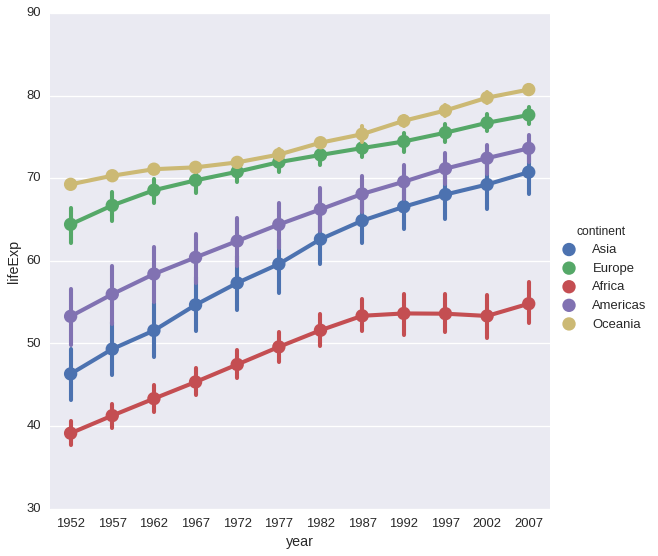 90
80
70
60
50
40
30
lifeExp
1952 1957 1962 1967 1972 1977 1982 1987 1992 1997 2002 2007
year
continent
Asia
Europe
Africa
Americas
Oceania